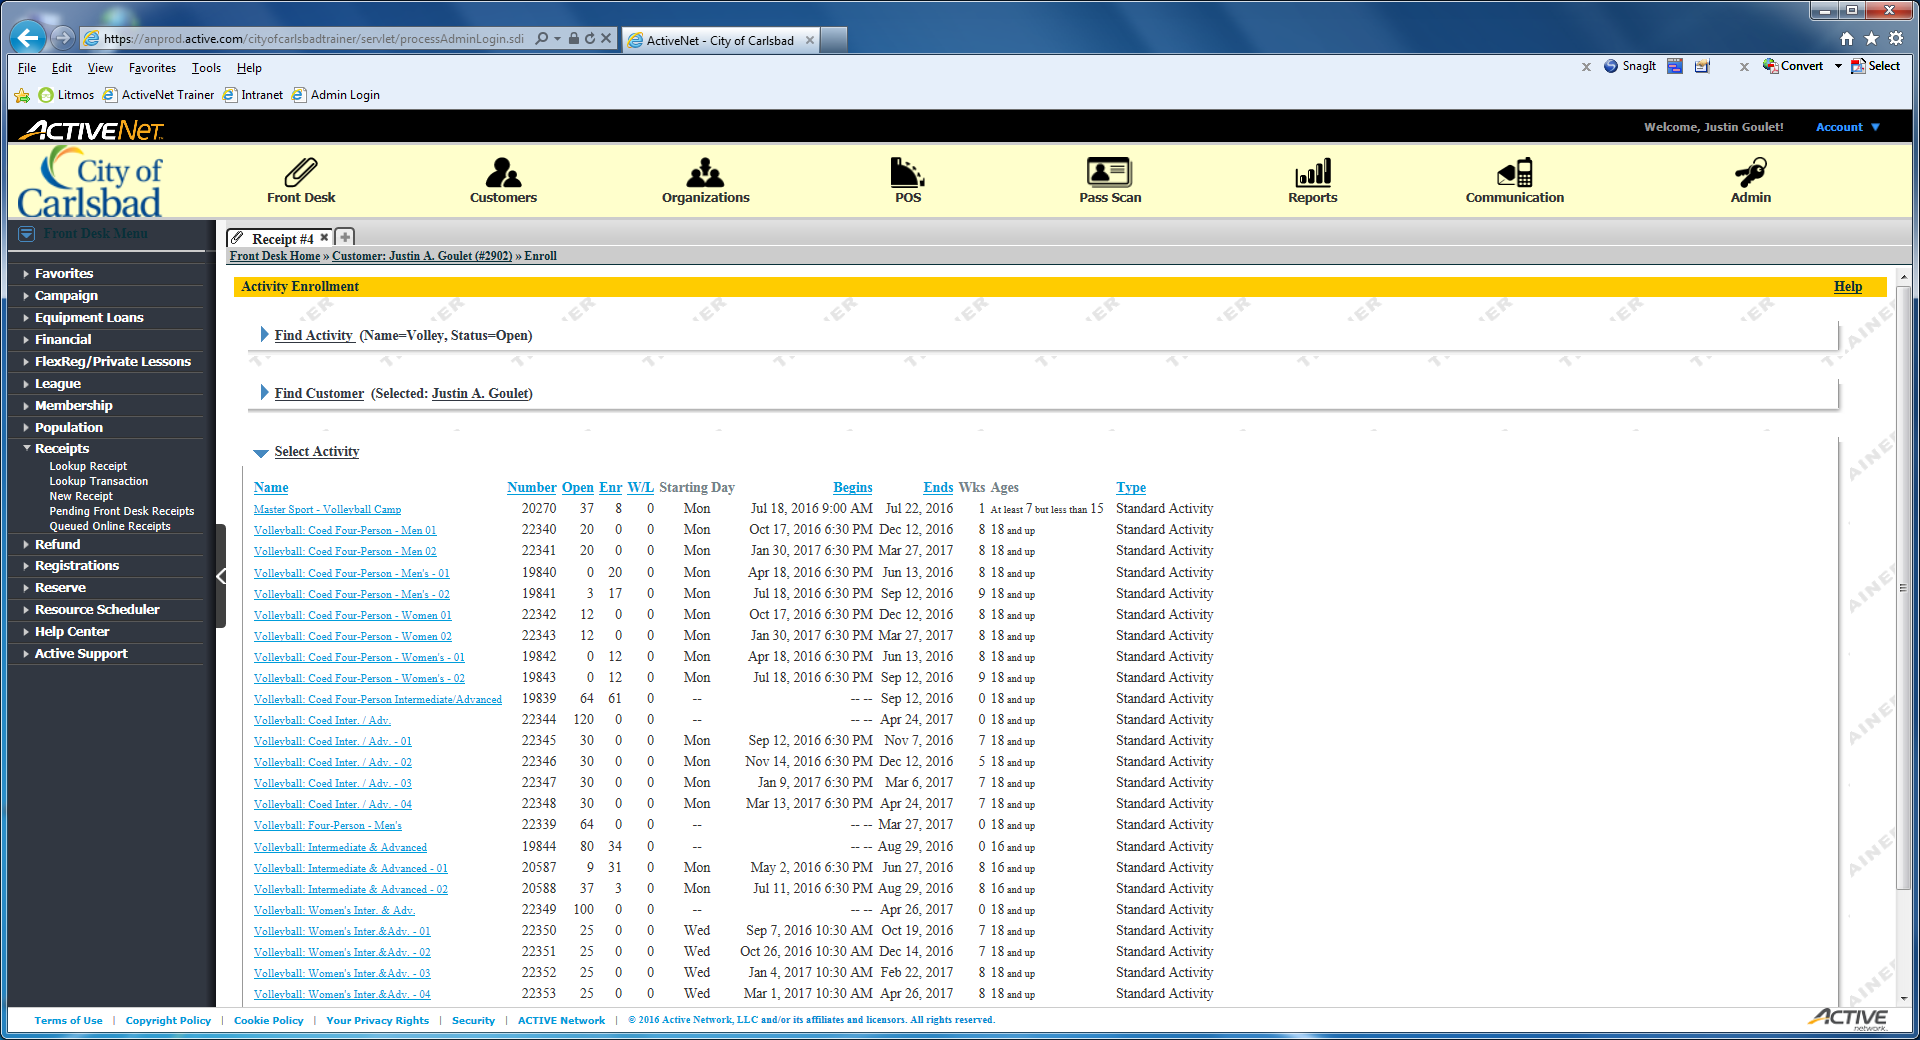 https://anprod.active.com/cityofcarlsbadtrainer/servlet/processAdminLogin.sdi
ActiveNet - City of Carlsbad
File Edit View Favorites Tools Help
SnagIt Convert Select
Litmos ActiveNet Trainer Intranet Admin Login
ACTIVENet
Welcome, Justin Goulet! Account
City of
Carlsbad
Front Desk Customers Organizations POS Pass Scan Reports Communication Admin
Front Desk Menu
Favorites
Campaign
Equipment Loans
Financial
FlexReg/Private Lessons
League
Membership
Population
Receipts
Lookup Receipt
Lookup Transaction
New Receipt
Pending Front Desk Receipts
Queued Online Receipts
Refund
Registrations
Reserve
Resource Scheduler
Help Center
Active Support
Receipt #4
Front Desk Home » Customer: Justin A. Goulet (#2902) » Enroll
Activity Enrollment Help
Find Activity (Name=Volley, Status=Open)
Find Customer (Selected: Justin A. Goulet)
Select Activity
Name Number Open Enr W/L Starting Day Begins Ends Wks Ages Type
Master Sport - Volleyball Camp 20270 37 8 0 Mon Jul 18, 2016 9:00 AM Jul 22, 2016 1 At least 7 but less than 15 Standard Activity
Volleyball: Coed Four-Person - Men 01 22340 20 0 0 Mon Oct 17, 2016 6:30 PM Dec 12, 2016 8 18 and up Standard Activity
Volleyball: Coed Four-Person - Men 02 22341 20 0 0 Mon Jan 30, 2017 6:30 PM Mar 27, 2017 8 18 and up Standard Activity
Volleyball: Coed Four-Person - Men's - 01 19840 0 20 0 Mon Apr 18, 2016 6:30 PM Jun 13, 2016 8 18 and up Standard Activity
Volleyball: Coed Four-Person - Men's - 02 19841 3 17 0 Mon Jul 18, 2016 6:30 PM Sep 12, 2016 9 18 and up Standard Activity
Volleyball: Coed Four-Person - Women 01 22342 12 0 0 Mon Oct 17, 2016 6:30 PM Dec 12, 2016 8 18 and up Standard Activity
Volleyball: Coed Four-Person - Women 02 22343 12 0 0 Mon Jan 30, 2017 6:30 PM Mar 27, 2017 8 18 and up Standard Activity
Volleyball: Coed Four-Person - Women's - 01 19842 0 12 0 Mon Apr 18, 2016 6:30 PM Jun 13, 2016 8 18 and up Standard Activity
Volleyball: Coed Four-Person - Women's - 02 19843 0 12 0 Mon Jul 18, 2016 6:30 PM Sep 12, 2016 9 18 and up Standard Activity
Volleyball: Coed Four-Person Intermediate/Advanced 19839 64 61 0 -- -- -- Sep 12, 2016 0 18 and up Standard Activity
Volleyball: Coed Inter. / Adv. 22344 120 0 0 -- -- -- Apr 24, 2017 0 18 and up Standard Activity
Volleyball: Coed Inter. / Adv. - 01 22345 30 0 0 Mon Sep 12, 2016 6:30 PM Nov 7, 2016 7 18 and up Standard Activity
Volleyball: Coed Inter. / Adv. - 02 22346 30 0 0 Mon Nov 14, 2016 6:30 PM Dec 12, 2016 5 18 and up Standard Activity
Volleyball: Coed Inter. / Adv. - 03 22347 30 0 0 Mon Jan 9, 2017 6:30 PM Mar 6, 2017 7 18 and up Standard Activity
Volleyball: Coed Inter. / Adv. - 04 22348 30 0 0 Mon Mar 13, 2017 6:30 PM Apr 24, 2017 7 18 and up Standard Activity
Volleyball: Four-Person - Men's 22339 64 0 0 -- -- -- Mar 27, 2017 0 18 and up Standard Activity
Volleyball: Intermediate & Advanced 19844 80 34 0 -- -- -- Aug 29, 2016 0 16 and up Standard Activity
Volleyball: Intermediate & Advanced - 01 20587 9 31 0 Mon May 2, 2016 6:30 PM Jun 27, 2016 8 16 and up Standard Activity
Volleyball: Intermediate & Advanced - 02 20588 37 3 0 Mon Jul 11, 2016 6:30 PM Aug 29, 2016 8 16 and up Standard Activity
Volleyball: Women's Inter. & Adv. 22349 100 0 0 -- -- -- Apr 26, 2017 0 18 and up Standard Activity
Volleyball: Women's Inter.&Adv. - 01 22350 25 0 0 Wed Sep 7, 2016 10:30 AM Oct 19, 2016 7 18 and up Standard Activity
Volleyball: Women's Inter.&Adv. - 02 22351 25 0 0 Wed Oct 26, 2016 10:30 AM Dec 14, 2016 7 18 and up Standard Activity
Volleyball: Women's Inter.&Adv. - 03 22352 25 0 0 Wed Jan 4, 2017 10:30 AM Feb 22, 2017 8 18 and up Standard Activity
Volleyball: Women's Inter.&Adv. - 04 22353 25 0 0 Wed Mar 1, 2017 10:30 AM Apr 26, 2017 8 18 and up Standard Activity
Terms of Use | Copyright Policy | Cookie Policy | Your Privacy Rights | Security | ACTIVE Network | © 2016 Active Network, LLC and/or its affiliates and licensors. All rights reserved.
ACTIVE
network